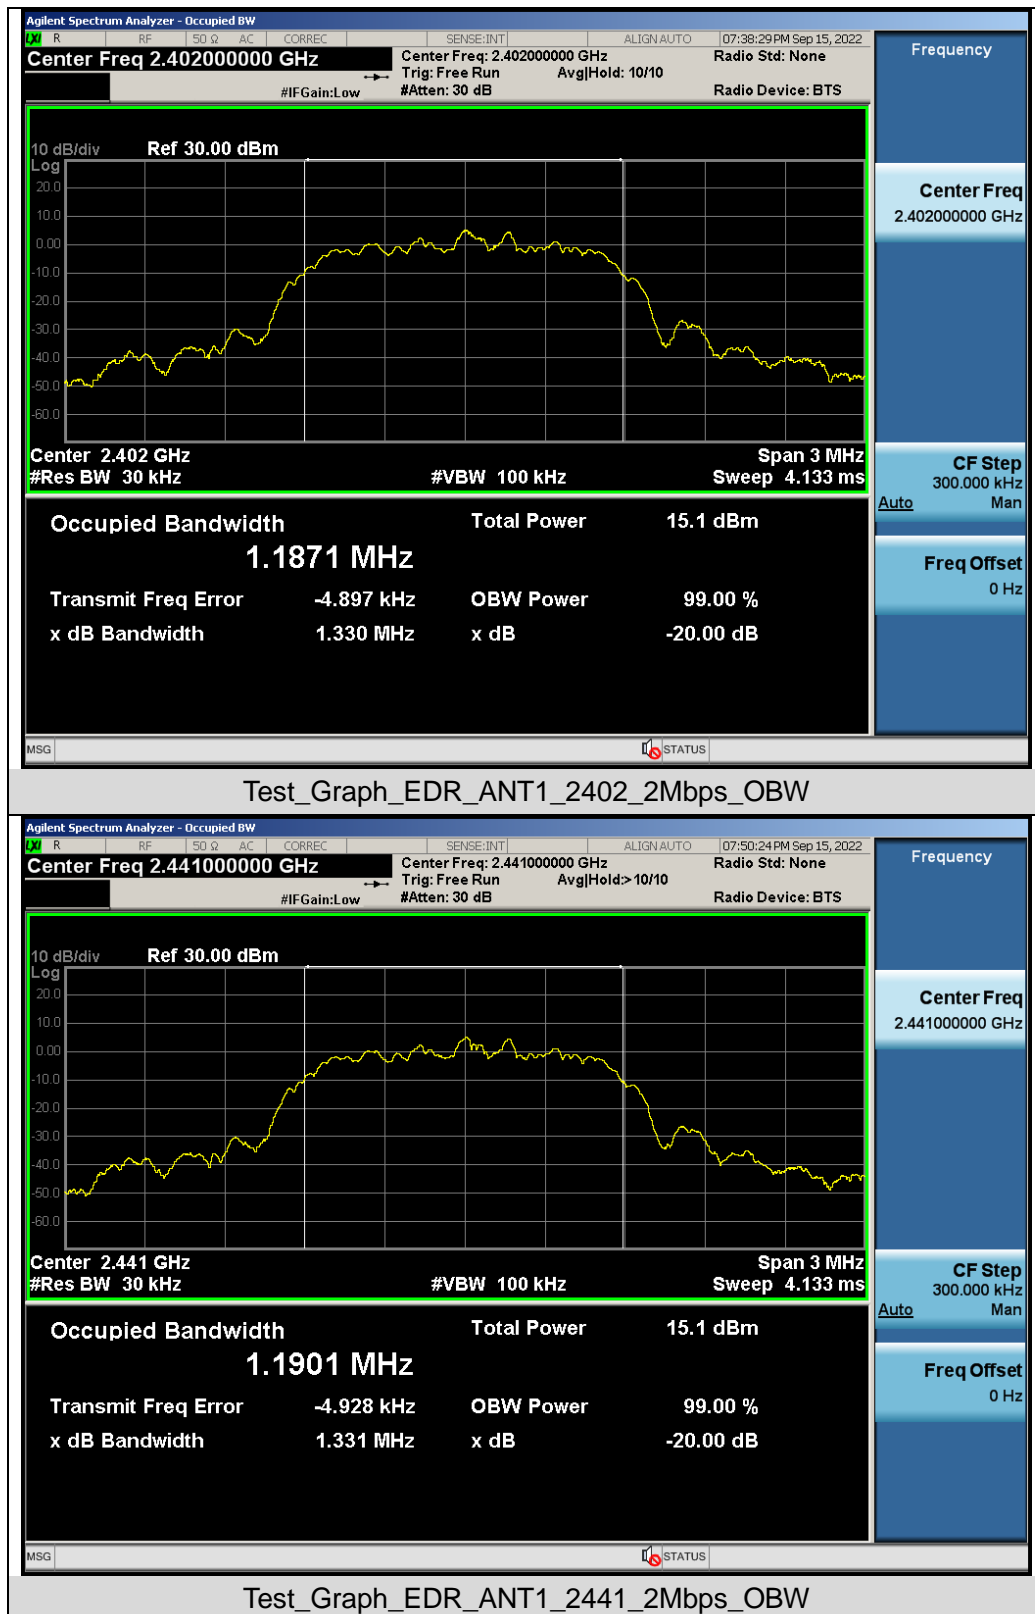 Agilent Spectrum Analyzer - Occupied BW
LXI R RF 50 Ω AC CORREC SENSE:INT ALIGN AUTO 07:38:29 PM Sep 15, 2022
Center Freq 2.402000000 GHz
Center Freq: 2.402000000 GHz Radio Std: None
Trig: Free Run Avg|Hold: 10/10
#IFGain:Low #Atten: 30 dB Radio Device: BTS
Frequency
10 dB/div Ref 30.00 dBm
Log
20.0
10.0
0.00
-10.0
-20.0
-30.0
-40.0
-50.0
-60.0
Center 2.402 GHz Span 3 MHz
#Res BW 30 kHz #VBW 100 kHz Sweep 4.133 ms
Center Freq
2.402000000 GHz
CF Step
300.000 kHz
Auto Man
Freq Offset
0 Hz
Occupied Bandwidth Total Power 15.1 dBm
1.1871 MHz
Transmit Freq Error -4.897 kHz OBW Power 99.00 %
x dB Bandwidth 1.330 MHz x dB -20.00 dB
MSG STATUS
Test_Graph_EDR_ANT1_2402_2Mbps_OBW
Agilent Spectrum Analyzer - Occupied BW
LXI R RF 50 Ω AC CORREC SENSE:INT ALIGN AUTO 07:50:24 PM Sep 15, 2022
Center Freq 2.441000000 GHz
Center Freq: 2.441000000 GHz Radio Std: None
Trig: Free Run Avg|Hold:> 10/10
#IFGain:Low #Atten: 30 dB Radio Device: BTS
Frequency
10 dB/div Ref 30.00 dBm
Log
20.0
10.0
0.00
-10.0
-20.0
-30.0
-40.0
-50.0
-60.0
Center 2.441 GHz Span 3 MHz
#Res BW 30 kHz #VBW 100 kHz Sweep 4.133 ms
Center Freq
2.441000000 GHz
CF Step
300.000 kHz
Auto Man
Freq Offset
0 Hz
Occupied Bandwidth Total Power 15.1 dBm
1.1901 MHz
Transmit Freq Error -4.928 kHz OBW Power 99.00 %
x dB Bandwidth 1.331 MHz x dB -20.00 dB
MSG STATUS
Test_Graph_EDR_ANT1_2441_2Mbps_OBW